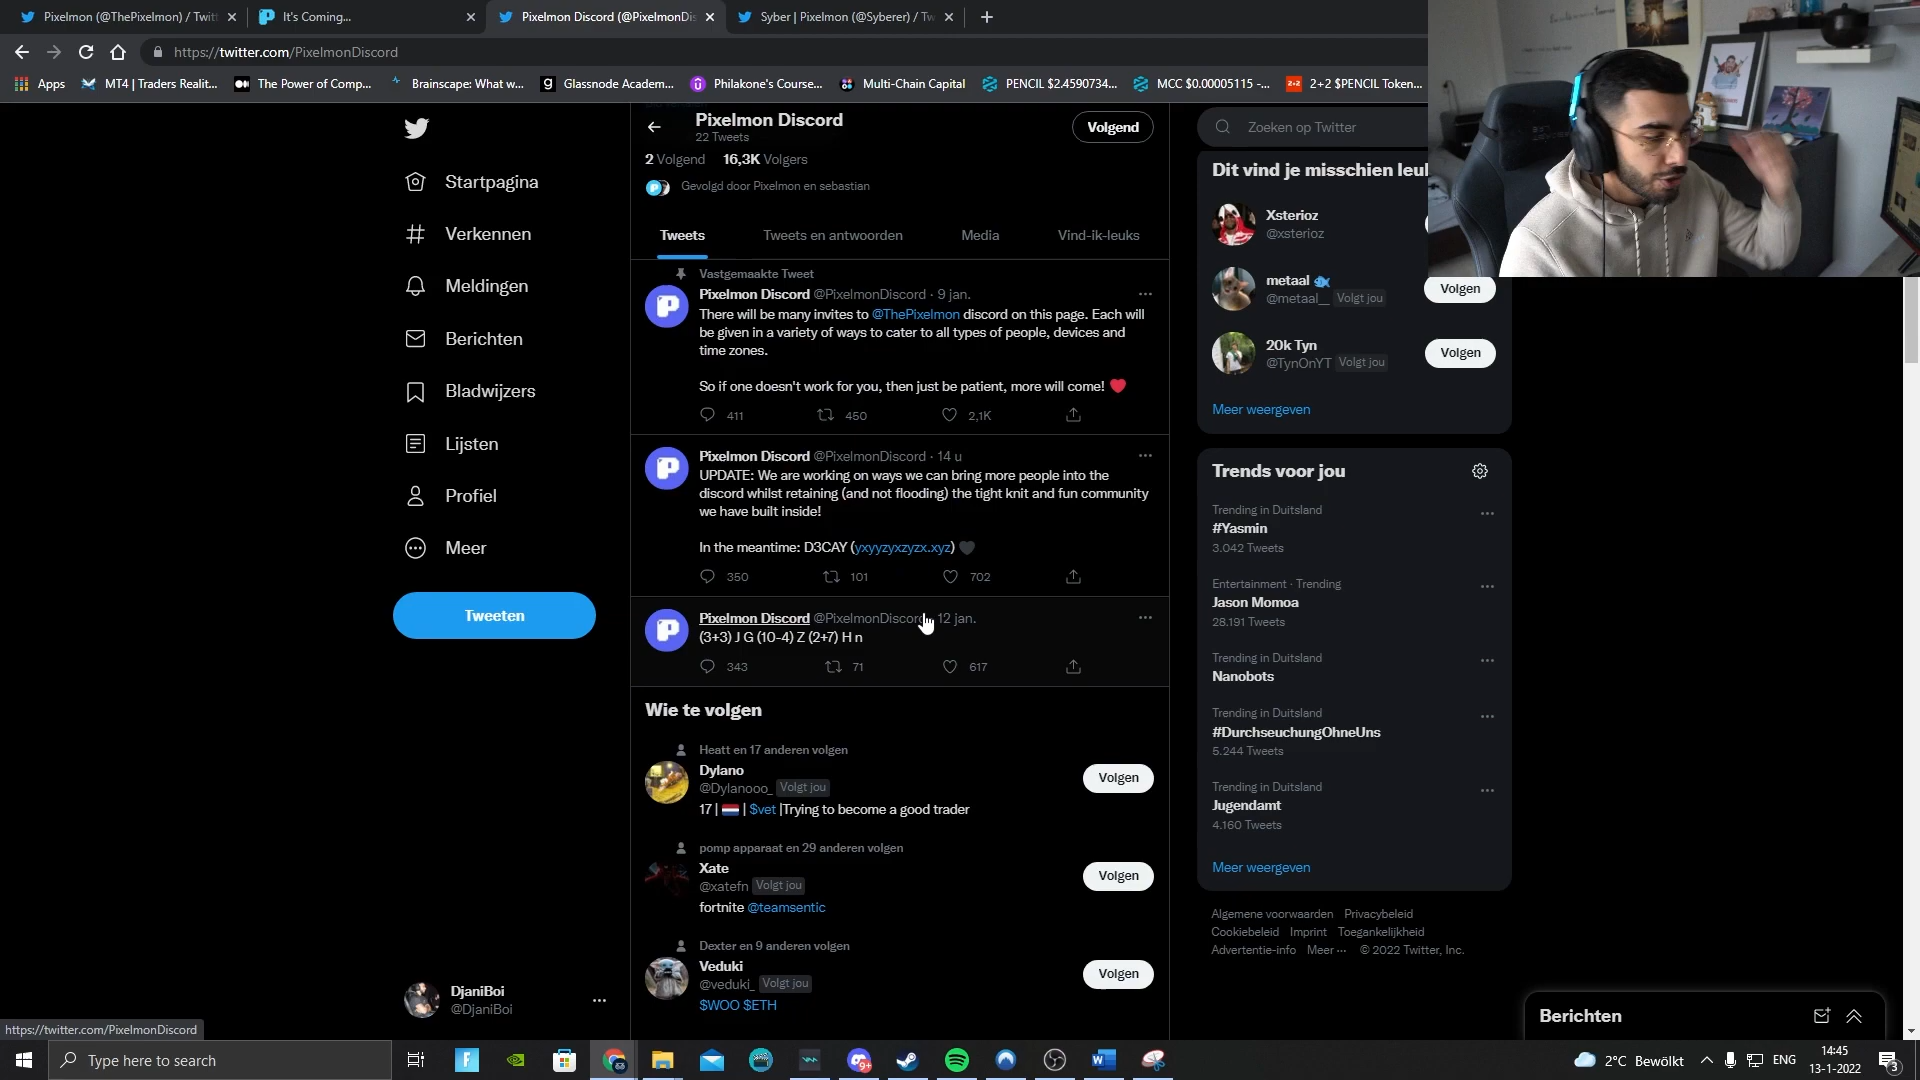 Pixelmon (@ThePixelmon) / Twitt
It's Coming...
Pixelmon Discord (@PixelmonDis
Syber | Pixelmon (@Syberer) / Tw
https://twitter.com/PixelmonDiscord
Apps
MT4 | Traders Realit...
The Power of Comp...
Brainscape: What w...
Glassnode Academ...
Philakone's Course...
Multi-Chain Capital
PENCIL $2.4590734...
MCC $0.00005115 -...
2+2 $PENCIL Token...
Startpagina
Verkennen
Meldingen
Berichten
Bladwijzers
Lijsten
Profiel
Meer
Tweeten
DjaniBoi
@DjaniBoi
Pixelmon Discord
22 Tweets
Volgend
2 Volgend 16,3K Volgers
Gevolgd door Pixelmon en sebastian
Tweets
Tweets en antwoorden
Media
Vind-ik-leuks
Vastgemaakte Tweet
Pixelmon Discord @PixelmonDiscord · 9 jan.
There will be many invites to @ThePixelmon discord on this page. Each will
be given in a variety of ways to cater to all types of people, devices and
time zones.
So if one doesn't work for you, then just be patient, more will come! ❤️
411 450 2,1K
Pixelmon Discord @PixelmonDiscord · 14 u
UPDATE: We are working on ways we can bring more people into the
discord whilst retaining (and not flooding) the tight knit and fun community
we have built inside!
In the meantime: D3CAY (yxyyzyxzyzx.xyz) 🖤
350 101 702
Pixelmon Discord @PixelmonDiscord 12 jan.
(3+3) J G (10-4) Z (2+7) H n
343 71 617
Wie te volgen
Heatt en 17 anderen volgen
Dylano
@Dylanooo_ Volgt jou
17 | 🇳🇱 | $vet |Trying to become a good trader
Volgen
pomp apparaat en 29 anderen volgen
Xate
@xatefn Volgt jou
fortnite @teamsentic
Volgen
Dexter en 9 anderen volgen
Veduki
@veduki_ Volgt jou
$WOO $ETH
Volgen
Zoeken op Twitter
Dit vind je misschien leu
Xsterioz
@xsterioz
metaal 🐟
@metaal__ Volgt jou
Volgen
20k Tyn
@TynOnYT Volgt jou
Volgen
Meer weergeven
Trends voor jou
Trending in Duitsland
#Yasmin
3.042 Tweets
Entertainment · Trending
Jason Momoa
28.191 Tweets
Trending in Duitsland
Nanobots
Trending in Duitsland
#DurchseuchungOhneUns
5.244 Tweets
Trending in Duitsland
Jugendamt
4.160 Tweets
Meer weergeven
Algemene voorwaarden Privacybeleid
Cookiebeleid Imprint Toegankelijkheid
Advertentie-info Meer ··· © 2022 Twitter, Inc.
Berichten
https://twitter.com/PixelmonDiscord
Type here to search
9+
2°C Bewölkt
ENG
14:45
13-1-2022
3